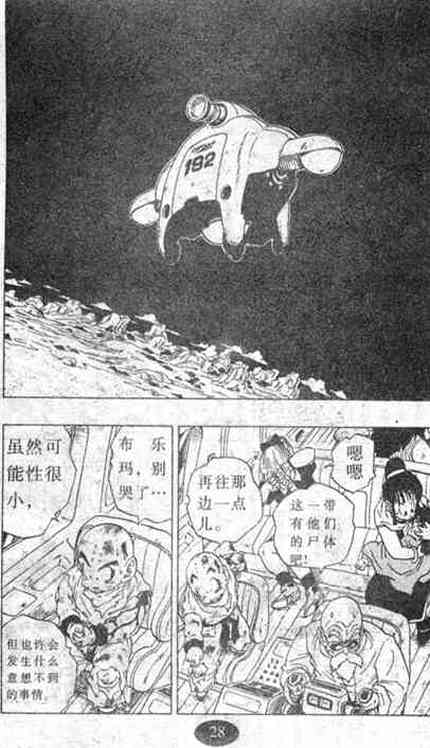 192
嗯
嗯
这一带
有他们
的尸体
吧!
再往那
边一点
儿。
布乐
玛,别
哭了…
虽然可
能性很
小,
但也许会
发生什么
意想不到
的事情。
28